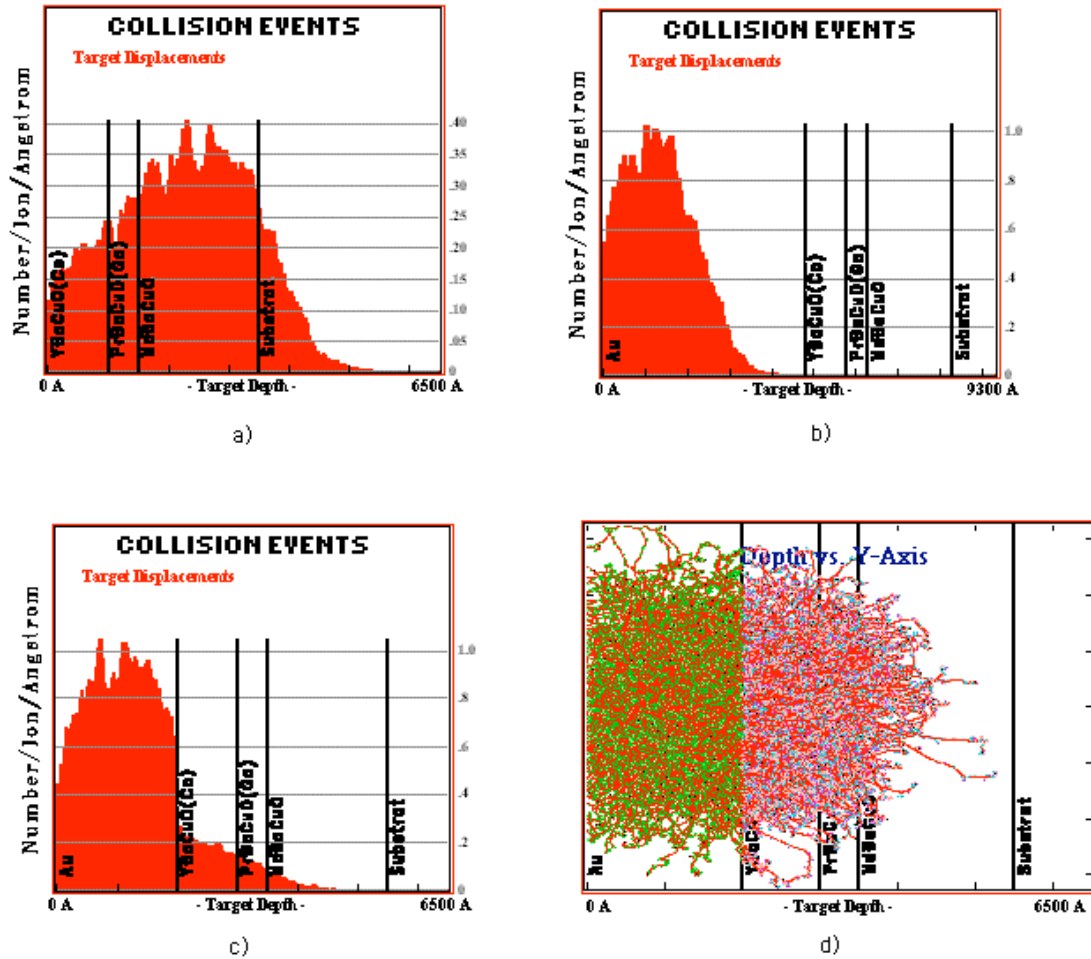 COLLISION EVENTS
Target Displacements
Number/Ion/Angstrom
.40
.35
.30
.25
.20
.15
.10
.05
0
YBaCuO(Ca)
PrBaCuO(Ga)
NdBaCuO
Substrat
0 A
- Target Depth -
6500 A
a)
COLLISION EVENTS
Target Displacements
Number/Ion/Angstrom
1.0
.8
.6
.4
.2
0
Au
YBaCuO(Ca)
PrBaCuO(Ga)
NdBaCuO
Substrat
0 A
- Target Depth -
9300 A
b)
COLLISION EVENTS
Target Displacements
Number/Ion/Angstrom
1.0
.8
.6
.4
.2
0
Au
YBaCuO(Ca)
PrBaCuO(Ga)
NdBaCuO
Substrat
0 A
- Target Depth -
6500 A
c)
Depth vs. Y-Axis
Au
Substrat
0 A
- Target Depth -
6500 A
d)